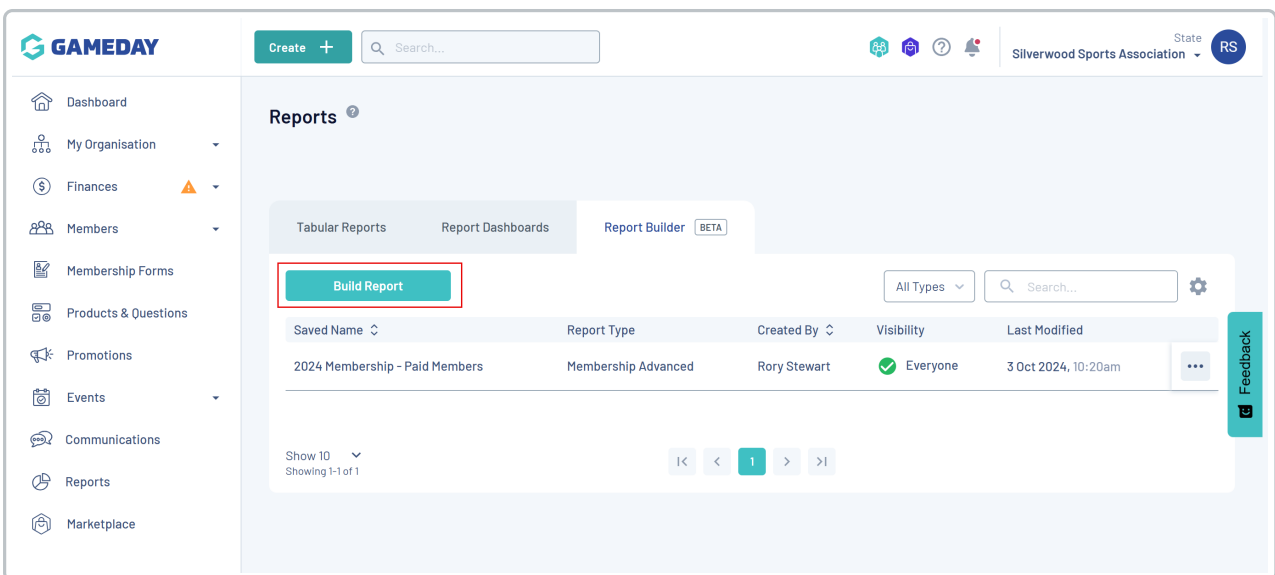 GAMEDAY
Create +
Search...
State
Silverwood Sports Association
RS
Dashboard
My Organisation
Finances
Members
Membership Forms
Products & Questions
Promotions
Events
Communications
Reports
Marketplace
Reports ?
Tabular Reports
Report Dashboards
Report Builder BETA
Build Report
All Types
Search...
Saved Name
Report Type
Created By
Visibility
Last Modified
2024 Membership - Paid Members
Membership Advanced
Rory Stewart
Everyone
3 Oct 2024, 10:20am
Show 10
Showing 1-1 of 1
1
Feedback